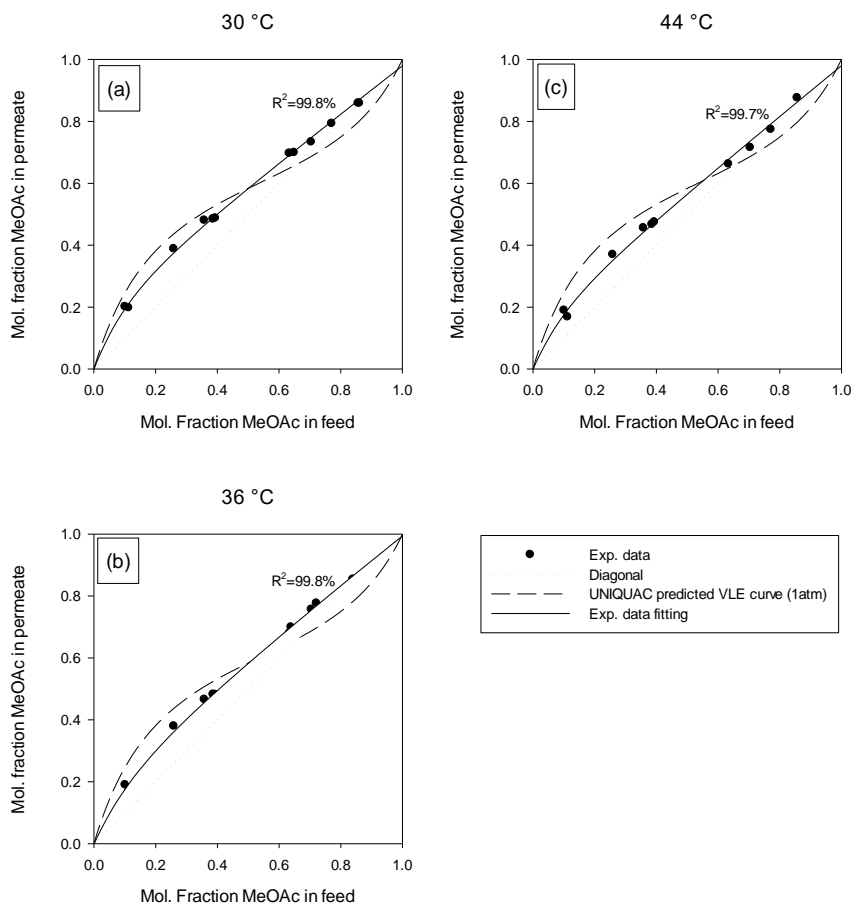 30 °C
(a)
R²=99.8%
Mol. fraction MeOAc in permeate
1.0
0.8
0.6
0.4
0.2
0.0
0.0 0.2 0.4 0.6 0.8 1.0
Mol. Fraction MeOAc in feed
44 °C
(c)
R²=99.7%
Mol. fraction MeOAc in permeate
1.0
0.8
0.6
0.4
0.2
0.0
0.0 0.2 0.4 0.6 0.8 1.0
Mol. Fraction MeOAc in feed
36 °C
(b)
R²=99.8%
Mol. fraction MeOAc in permeate
1.0
0.8
0.6
0.4
0.2
0.0
0.0 0.2 0.4 0.6 0.8 1.0
Mol. Fraction MeOAc in feed
Exp. data
Diagonal
UNIQUAC predicted VLE curve (1atm)
Exp. data fitting